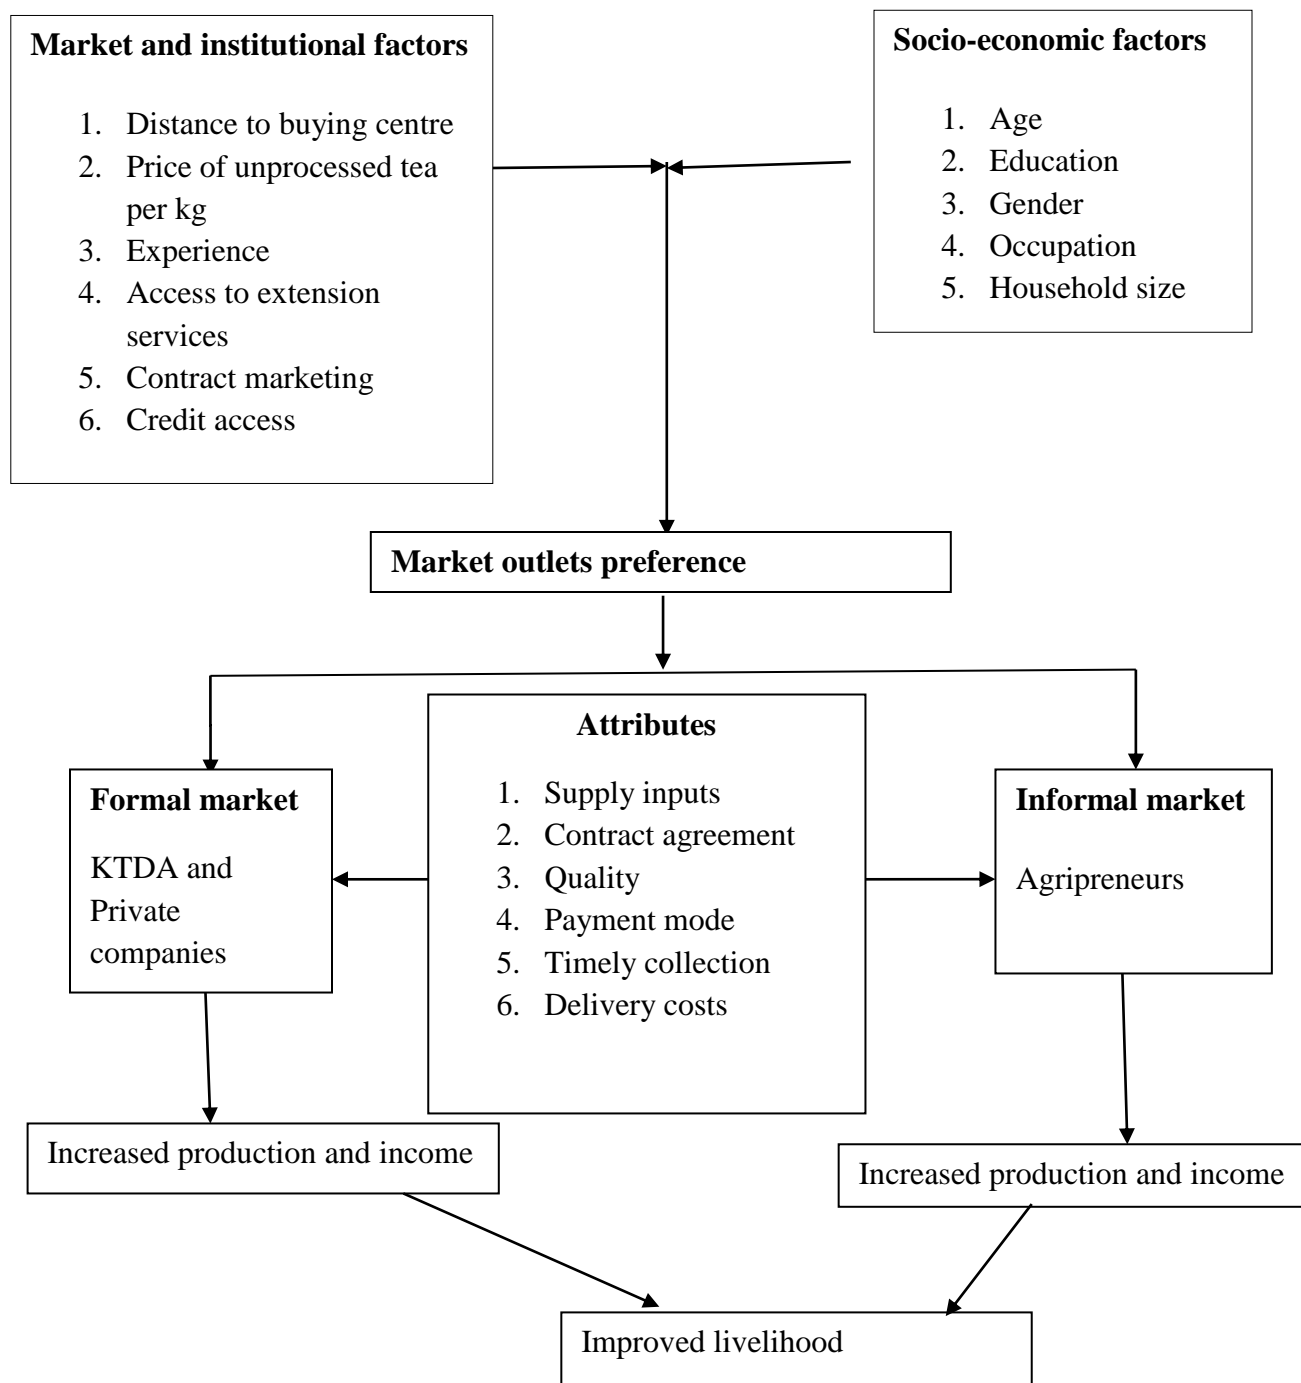 Market and institutional factors
1. Distance to buying centre
2. Price of unprocessed tea
per kg
3. Experience
4. Access to extension
services
5. Contract marketing
6. Credit access
Socio-economic factors
1. Age
2. Education
3. Gender
4. Occupation
5. Household size
Market outlets preference
Formal market
KTDA and
Private
companies
Attributes
1. Supply inputs
2. Contract agreement
3. Quality
4. Payment mode
5. Timely collection
6. Delivery costs
Informal market
Agripreneurs
Increased production and income
Increased production and income
Improved livelihood